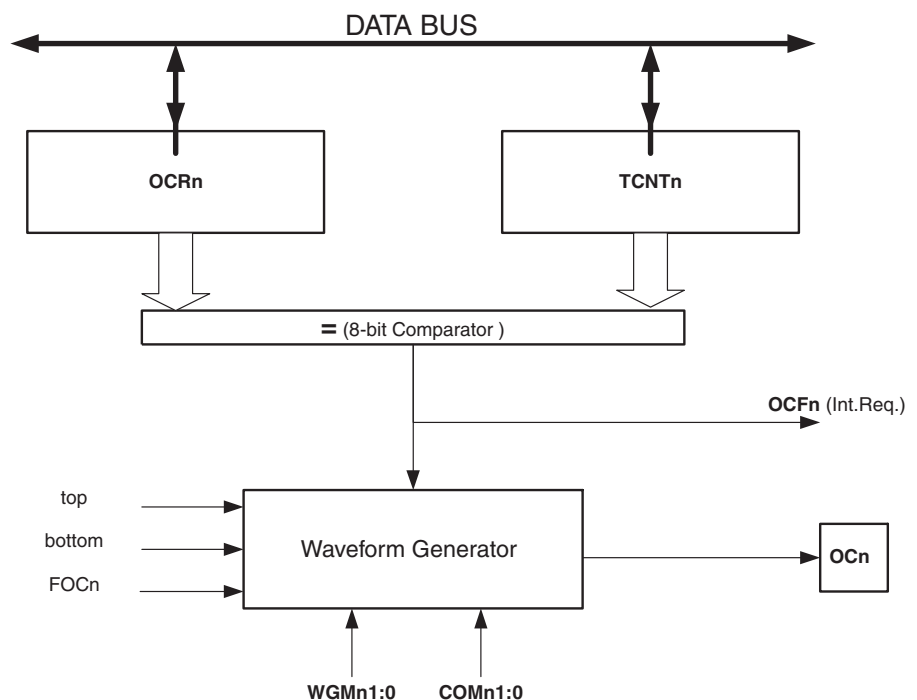 DATA BUS
OCRn
TCNTn
= (8-bit Comparator )
OCFn (Int.Req.)
top
bottom
FOCn
Waveform Generator
OCn
WGMn1:0
COMn1:0